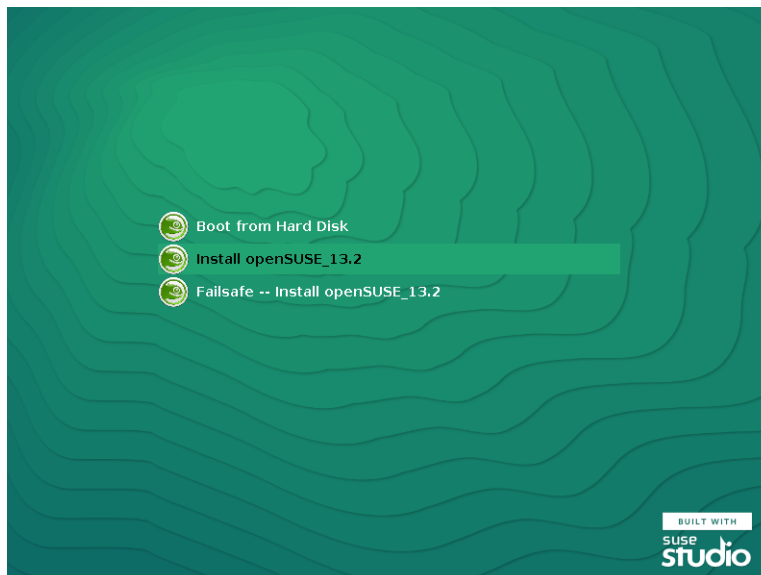 Boot from Hard Disk
Install openSUSE_13.2
Failsafe -- Install openSUSE_13.2
BUILT WITH
suse
studio